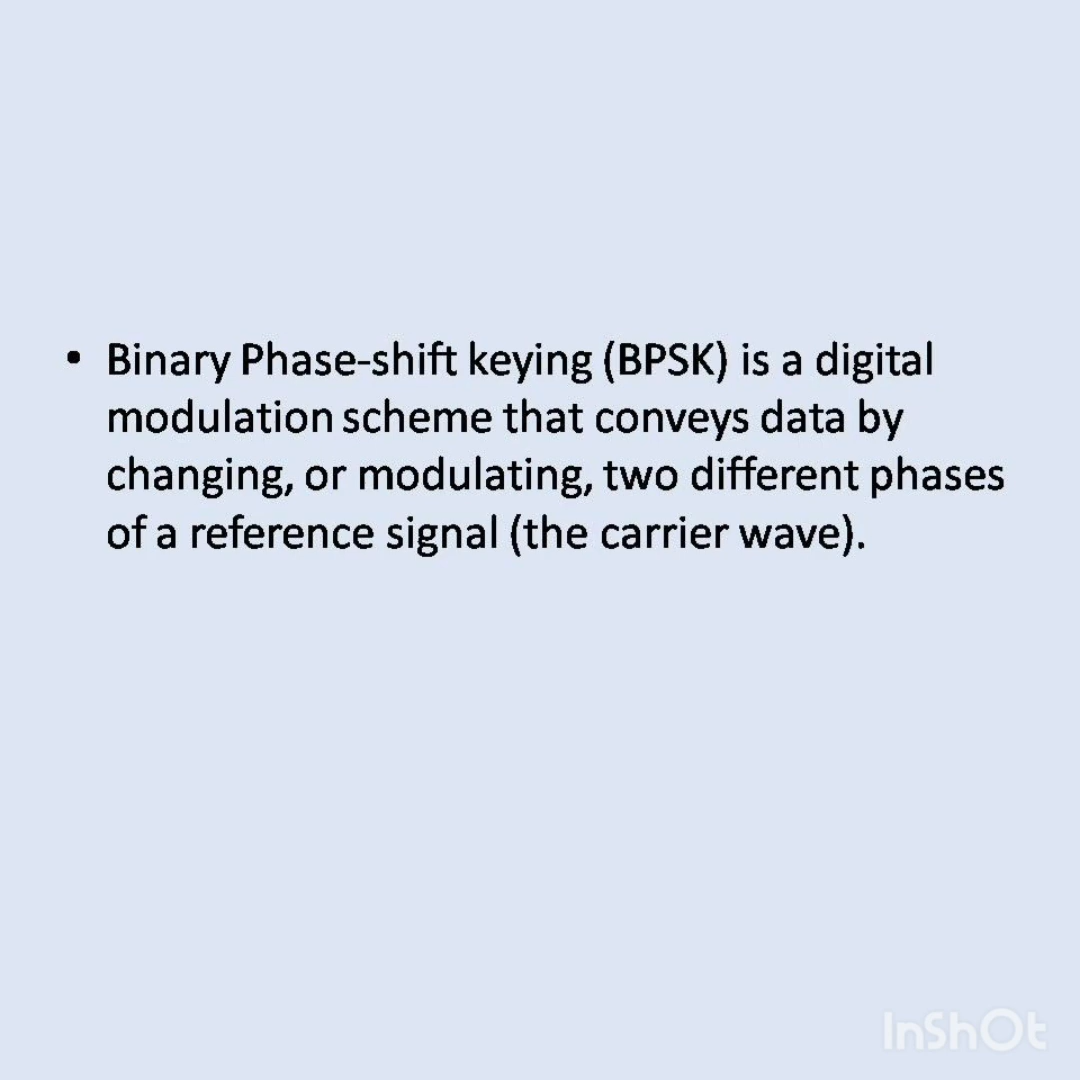 • Binary Phase-shift keying (BPSK) is a digital
modulation scheme that conveys data by
changing, or modulating, two different phases
of a reference signal (the carrier wave).
InShOt